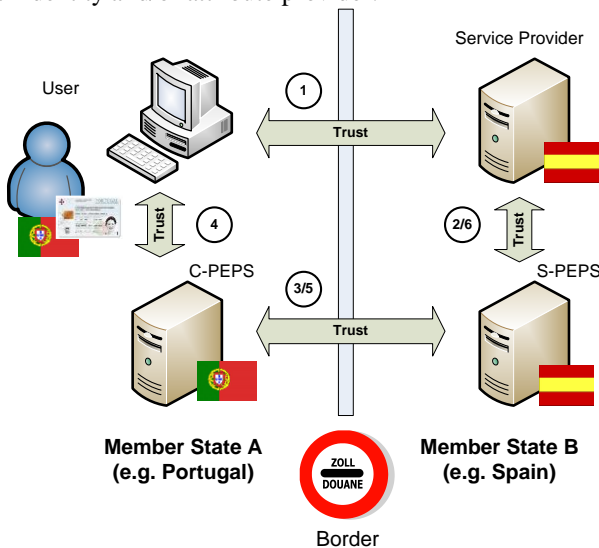 Service Provider
User
1
Trust
Trust
4
2/6
Trust
C-PEPS
3/5
S-PEPS
Trust
Member State A
(e.g. Portugal)
Member State B
(e.g. Spain)
ZOLL
DOUANE
Border